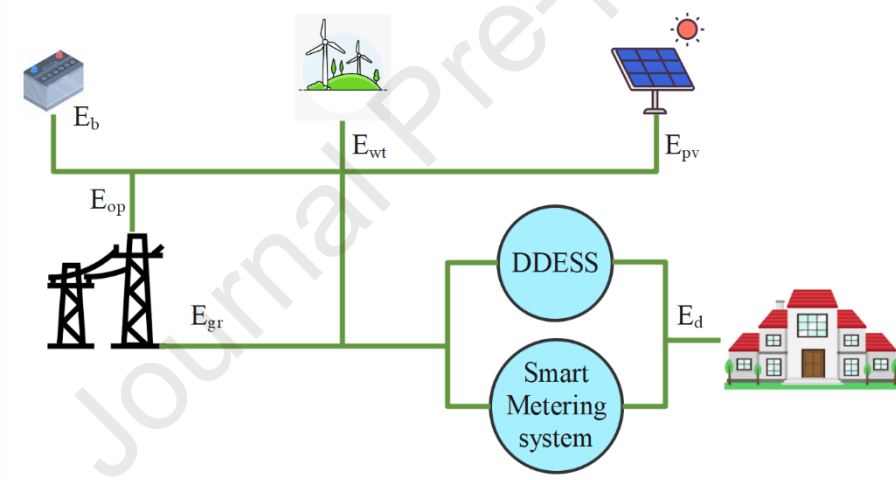 E_b
E_wt
E_pv
E_op
DDESS
E_gr
E_d
Smart
Metering
system
Journal Pre-